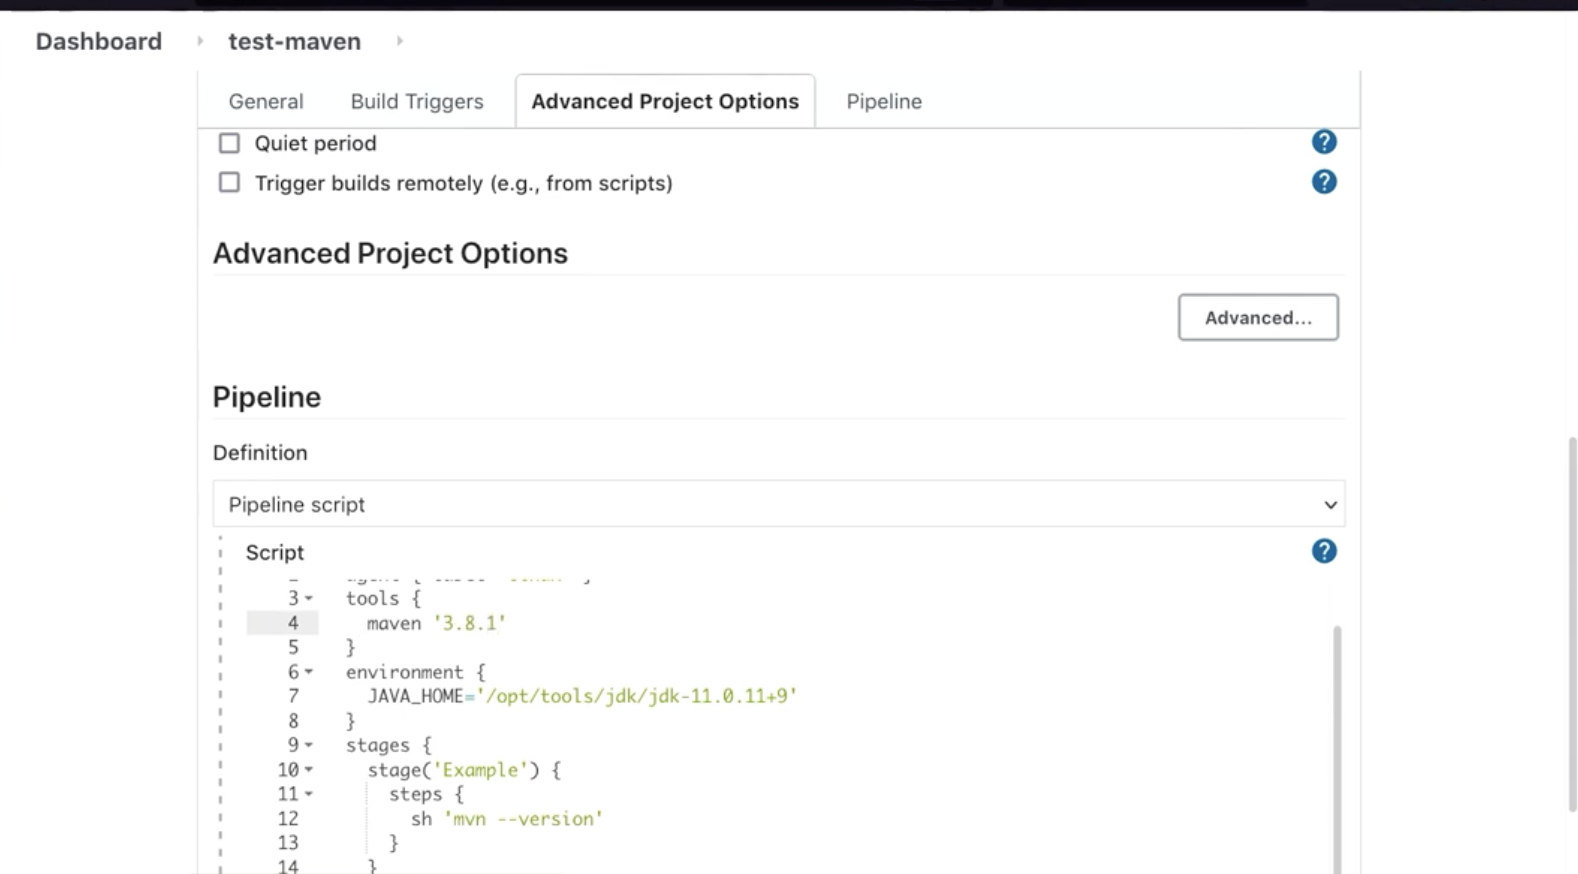 Dashboard test-maven
General Build Triggers Advanced Project Options Pipeline
Quiet period
Trigger builds remotely (e.g., from scripts)
Advanced Project Options
Advanced...
Pipeline
Definition
Pipeline script
Script
3 tools {
4 maven '3.8.1'
5 }
6 environment {
7 JAVA_HOME='/opt/tools/jdk/jdk-11.0.11+9'
8 }
9 stages {
10 stage('Example') {
11 steps {
12 sh 'mvn --version'
13 }
14 }